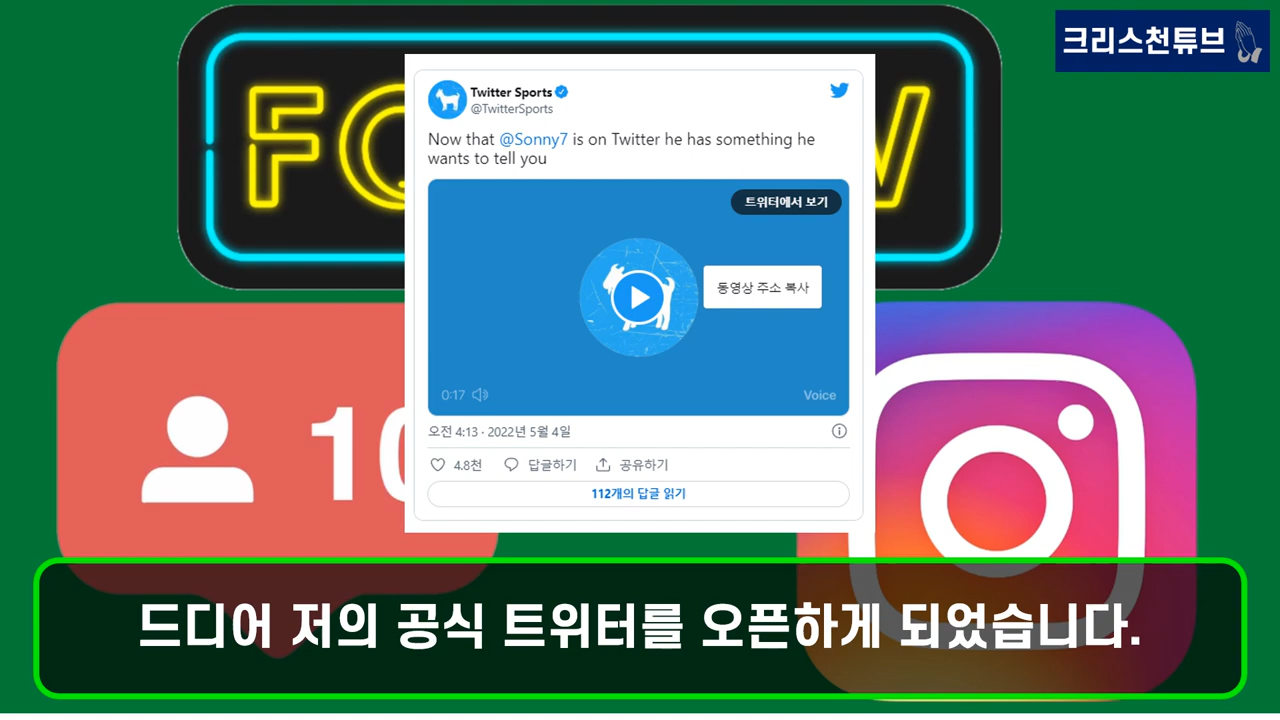 크리스천튜브
FO W
Twitter Sports
@TwitterSports
Now that @Sonny7 is on Twitter he has something he
wants to tell you
트위터에서 보기
동영상 주소 복사
0:17
Voice
오전 4:13 · 2022년 5월 4일
4.8천 답글하기 공유하기
112개의 답글 읽기
10
드디어 저의 공식 트위터를 오픈하게 되었습니다.